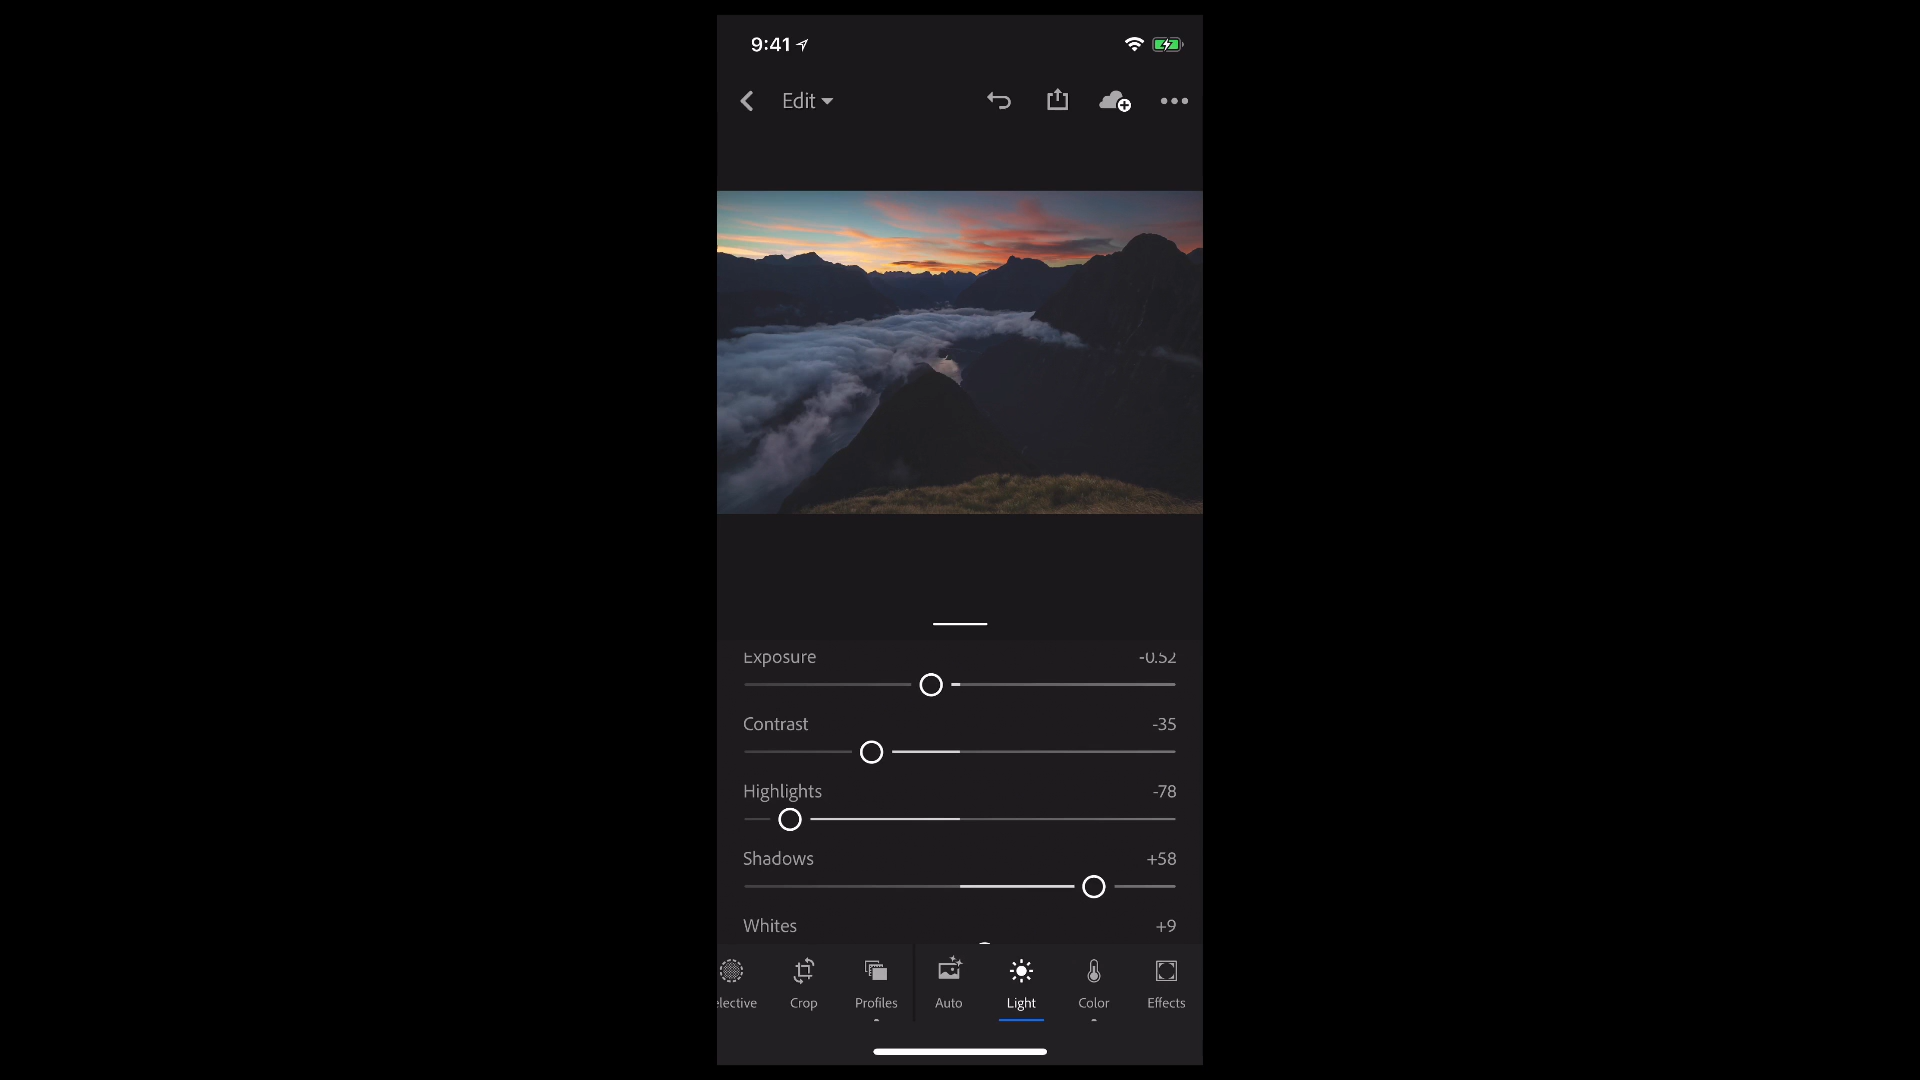 9:41
Edit
Exposure -0.52
Contrast -35
Highlights -78
Shadows +58
Whites +9
elective Crop Profiles Auto Light Color Effects